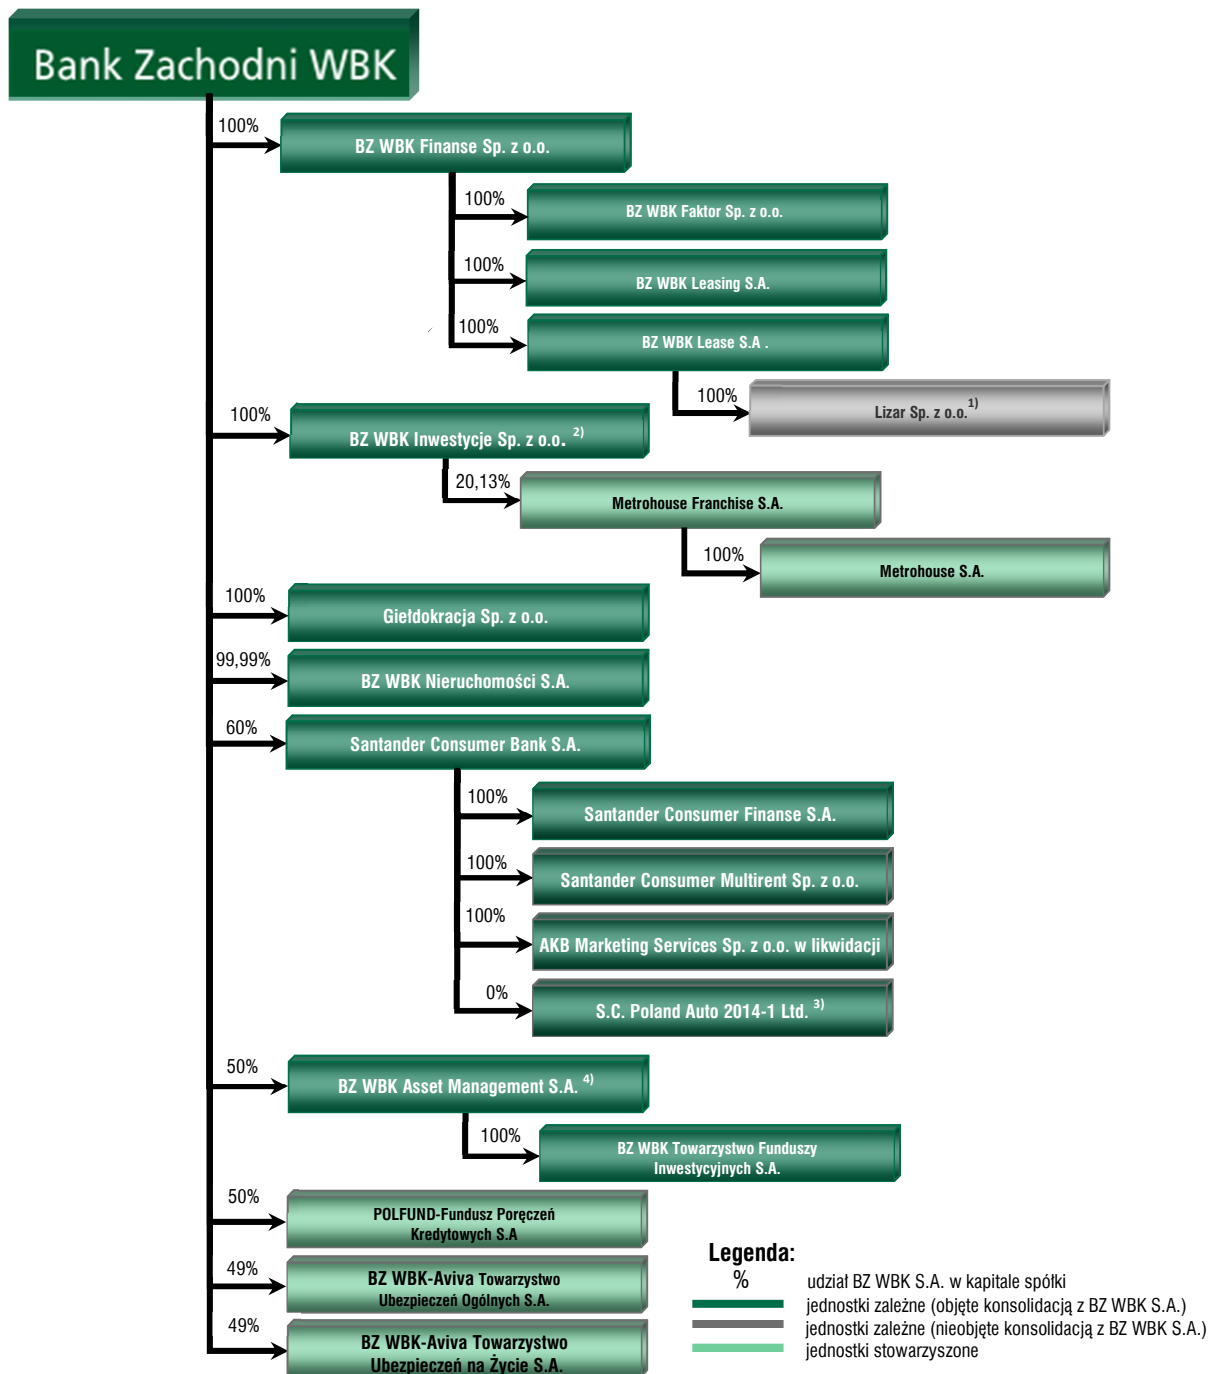 Bank Zachodni WBK
100%
BZ WBK Finanse Sp. z o.o.
100%
BZ WBK Faktor Sp. z o.o.
100%
BZ WBK Leasing S.A.
100%
BZ WBK Lease S.A .
100%
Lizar Sp. z o.o.1)
100%
BZ WBK Inwestycje Sp. z o.o. 2)
20,13%
Metrohouse Franchise S.A.
100%
Metrohouse S.A.
100%
Giełdokracja Sp. z o.o.
99,99%
BZ WBK Nieruchomości S.A.
60%
Santander Consumer Bank S.A.
100%
Santander Consumer Finanse S.A.
100%
Santander Consumer Multirent Sp. z o.o.
100%
AKB Marketing Services Sp. z o.o. w likwidacji
0%
S.C. Poland Auto 2014-1 Ltd. 3)
50%
BZ WBK Asset Management S.A. 4)
100%
BZ WBK Towarzystwo Funduszy
Inwestycyjnych S.A.
50%
POLFUND-Fundusz Poręczeń
Kredytowych S.A
49%
BZ WBK-Aviva Towarzystwo
Ubezpieczeń Ogólnych S.A.
49%
BZ WBK-Aviva Towarzystwo
Ubezpieczeń na Życie S.A.
Legenda:
% udział BZ WBK S.A. w kapitale spółki
jednostki zależne (objęte konsolidacją z BZ WBK S.A.)
jednostki zależne (nieobjęte konsolidacją z BZ WBK S.A.)
jednostki stowarzyszone